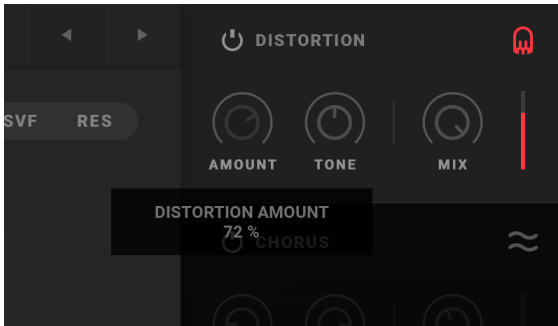 DISTORTION
SVF RES
AMOUNT TONE MIX
DISTORTION AMOUNT
72 %
CHORUS